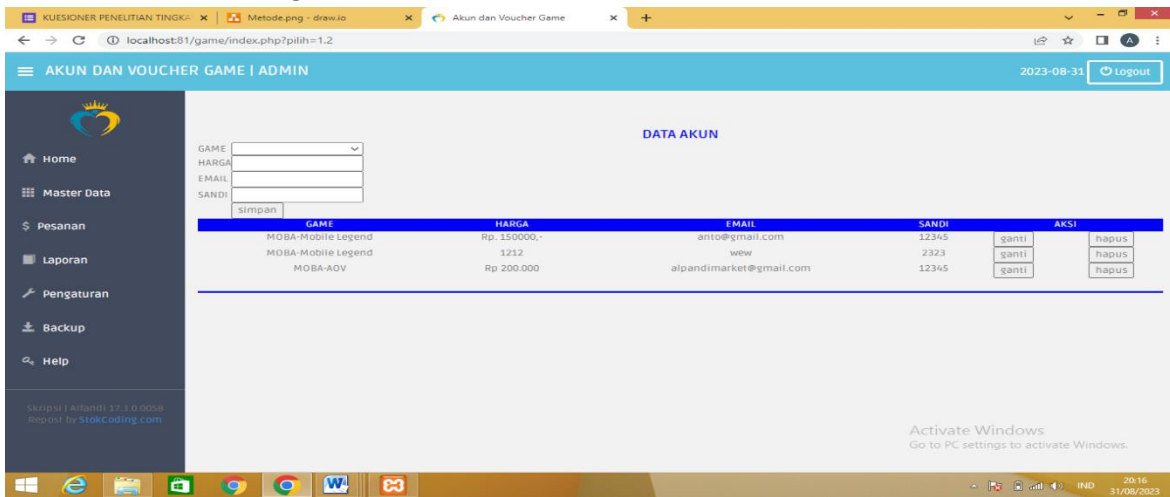 KUESIONER PENELITIAN TINGKA
Metode.png - draw.io
Akun dan Voucher Game
localhost:81/game/index.php?pilih=1.2
A
AKUN DAN VOUCHER GAME | ADMIN
2023-08-31
Logout
Home
Master Data
$ Pesanan
Laporan
Pengaturan
Backup
Help
Skripsi | Alfandi 17.3.0.0058
Repost by StokCoding.com
DATA AKUN
GAME
HARGA
EMAIL
SANDI
simpan
GAME HARGA EMAIL SANDI AKSI
MOBA-Mobile Legend Rp. 150000,- anto@gmail.com 12345 ganti hapus
MOBA-Mobile Legend 1212 wew 2323 ganti hapus
MOBA-AOV Rp 200.000 alpandimarket@gmail.com 12345 ganti hapus
Activate Windows
Go to PC settings to activate Windows.
IND
20:16
31/08/2023